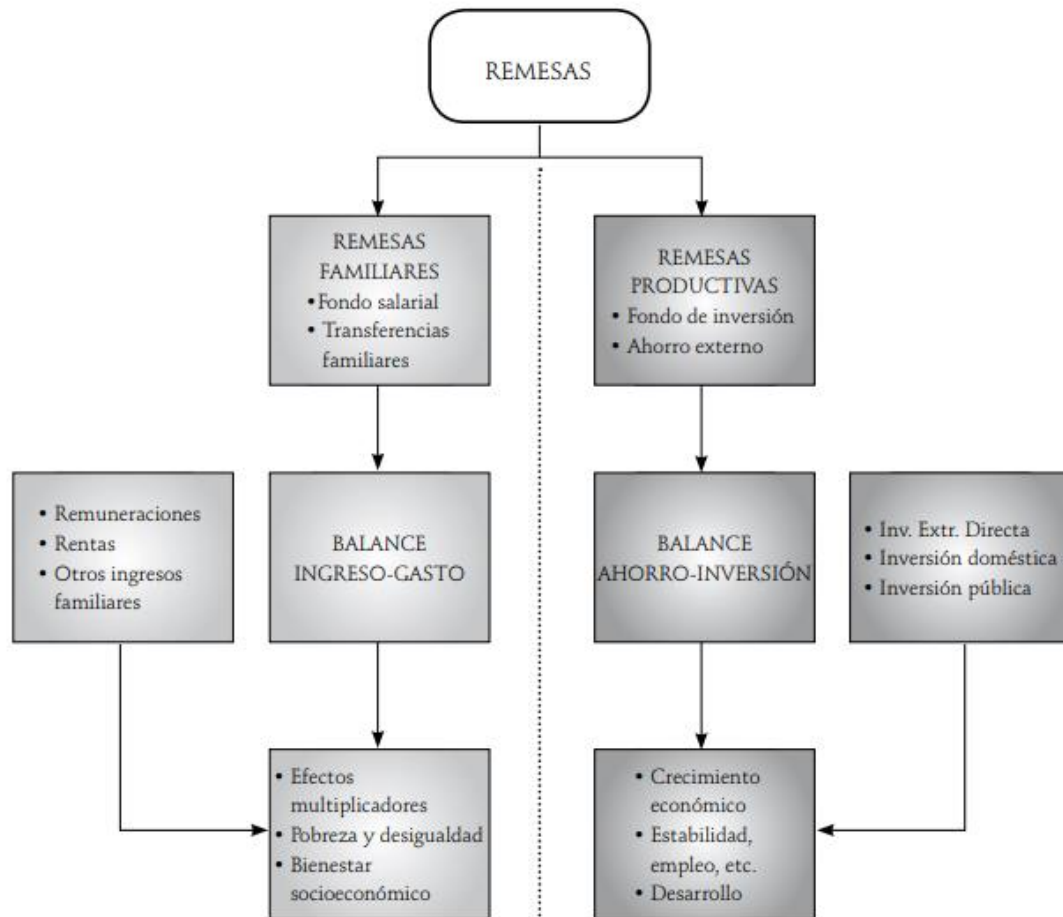 REMESAS
REMESAS
FAMILIARES
•Fondo salarial
• Transferencias
familiares
REMESAS
PRODUCTIVAS
• Fondo de inversión
• Ahorro externo
• Remuneraciones
• Rentas
• Otros ingresos
familiares
BALANCE
INGRESO-GASTO
BALANCE
AHORRO-INVERSIÓN
• Inv. Extr. Directa
• Inversión doméstica
• Inversión pública
• Efectos
multiplicadores
• Pobreza y desigualdad
• Bienestar
socioeconómico
• Crecimiento
económico
• Estabilidad,
empleo, etc.
• Desarrollo